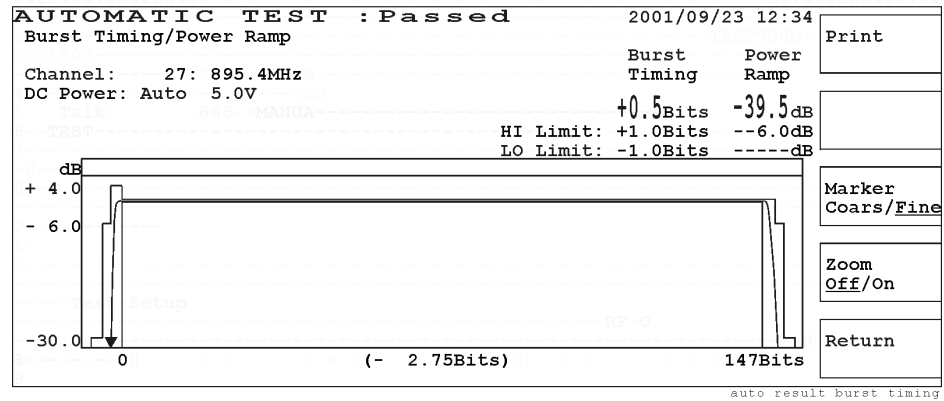 AUTOMATIC TEST :Passed 2001/09/23 12:34
Burst Timing/Power Ramp
Burst Power
Channel: 27: 895.4MHz Timing Ramp
DC Power: Auto 5.0V
+0.5Bits -39.5dB
HI Limit: +1.0Bits --6.0dB
LO Limit: -1.0Bits -----dB
dB
+ 4.0
- 6.0
-30.0
0 (- 2.75Bits) 147Bits
Print
Marker
Coars/Fine
Zoom
Off/On
Return
auto result burst timing